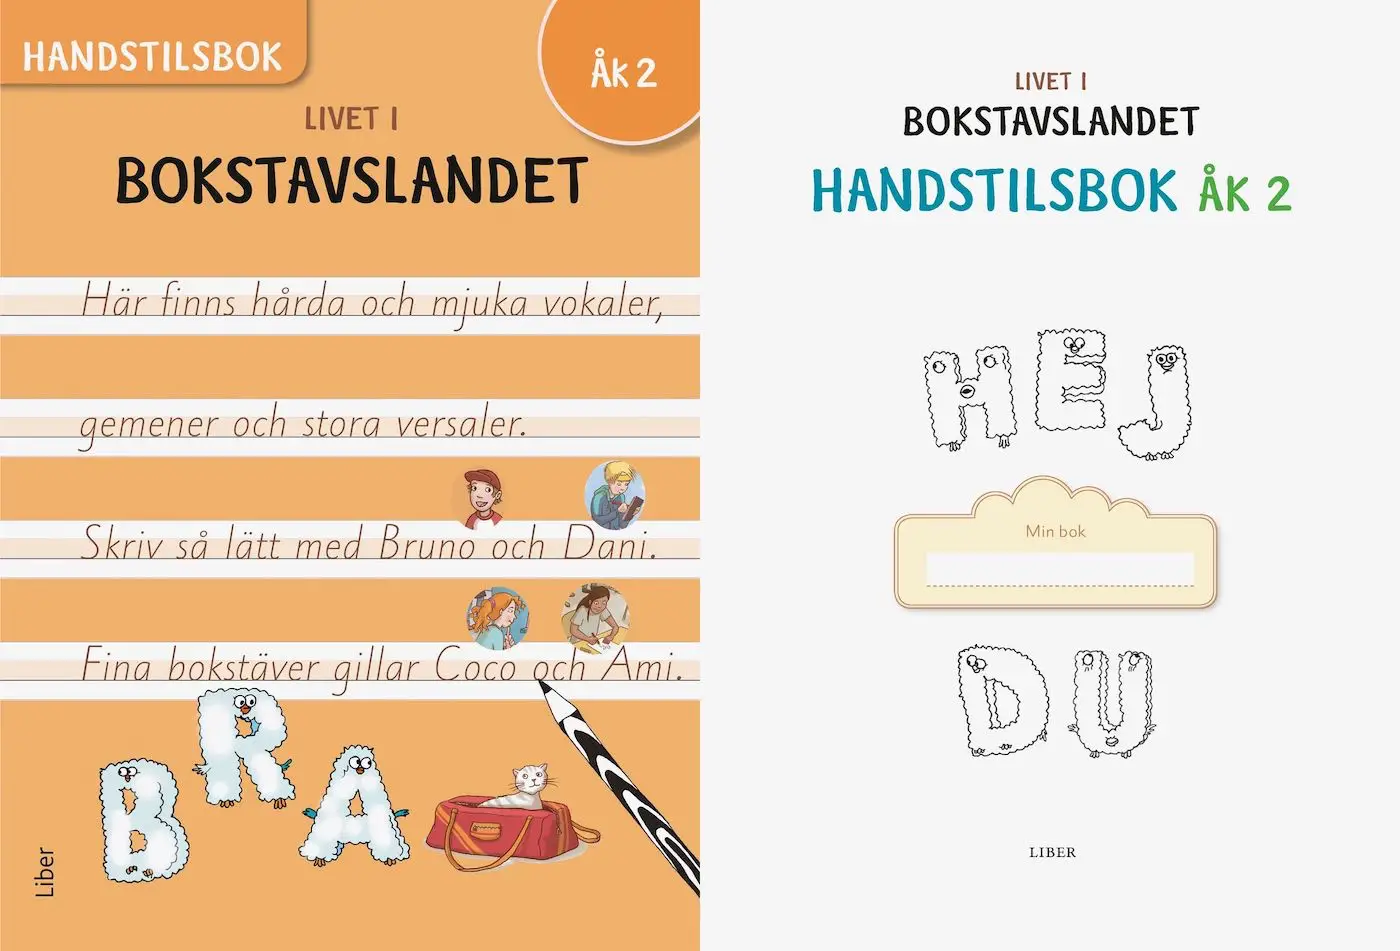 HANDSTILSBOK
ÅK 2
LIVET I
BOKSTAVSLANDET
Här finns hårda och mjuka vokaler,
gemener och stora versaler.
Skriv så lätt med Bruno och Dani.
Fina bokstäver gillar Coco och Ami.
BRA
Liber
LIVET I
BOKSTAVSLANDET
HANDSTILSBOK ÅK 2
HEJ
Min bok
DU
LIBER